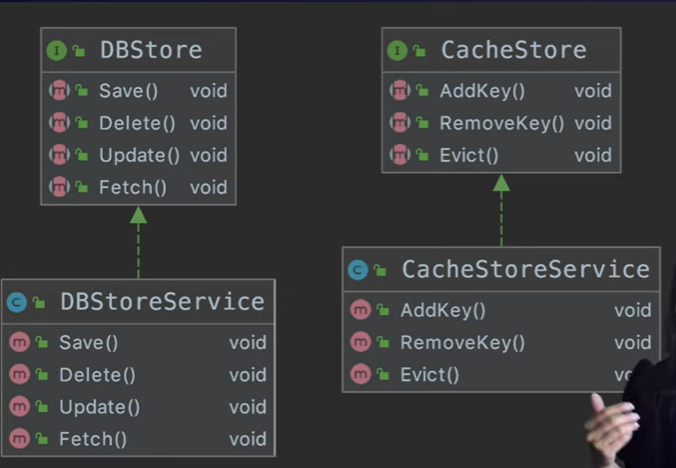 DBStore
Save() void
Delete() void
Update() void
Fetch() void
CacheStore
AddKey() void
RemoveKey() void
Evict() void
DBStoreService
Save() void
Delete() void
Update() void
Fetch() void
CacheStoreService
AddKey() void
RemoveKey() void
Evict()